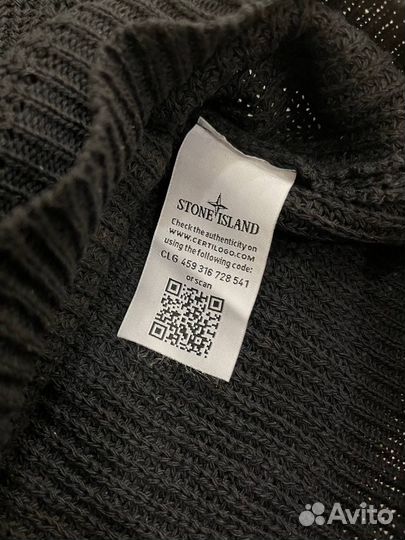 STONE ISLAND
Check the authenticity on
WWW.CERTILOGO.COM
using the following code:
CLG 459 316 728 541
or scan
Avito